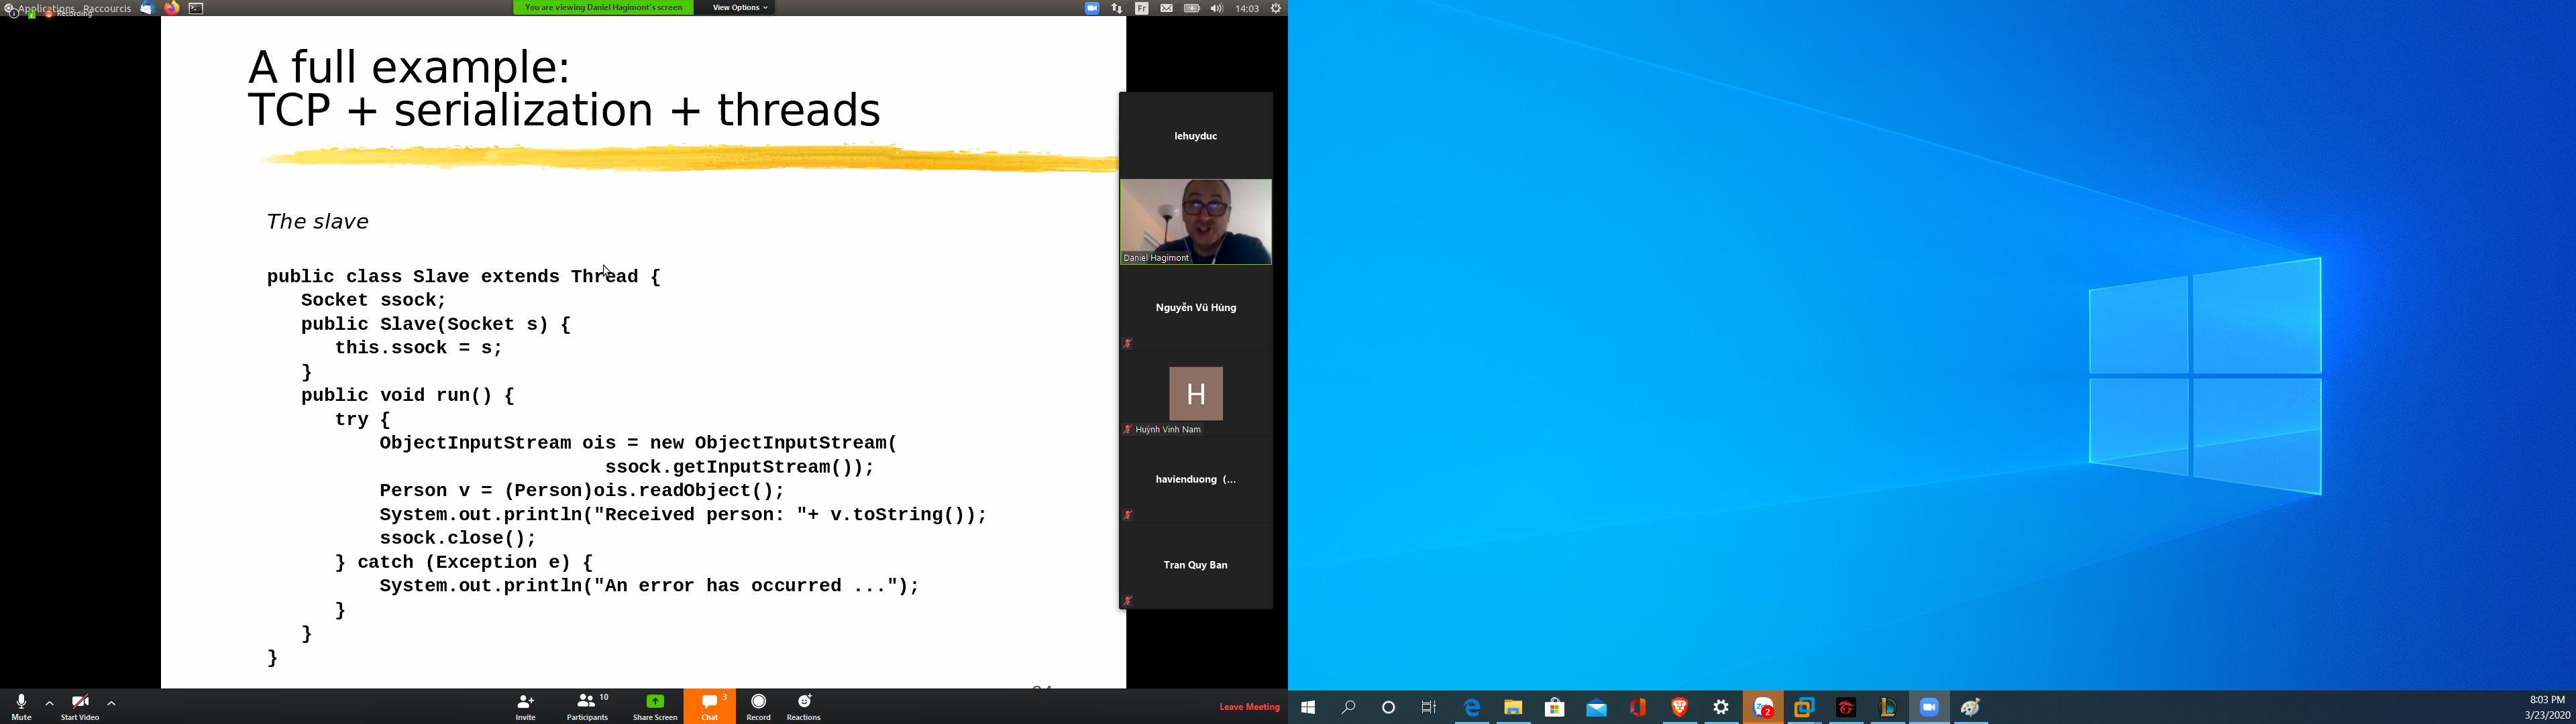 Applications Raccourcis
Recording
You are viewing Daniel Hagimont's screen
View Options
Fr
14:03
A full example:
TCP + serialization + threads
The slave
public class Slave extends Thread {
Socket ssock;
public Slave(Socket s) {
this.ssock = s;
}
public void run() {
try {
ObjectInputStream ois = new ObjectInputStream(
ssock.getInputStream());
Person v = (Person)ois.readObject();
System.out.println("Received person: "+ v.toString());
ssock.close();
} catch (Exception e) {
System.out.println("An error has occurred ...");
}
}
}
lehuyduc
Daniel Hagimont
Nguyễn Vũ Hùng
H
Huỳnh Vinh Nam
havienduong (...
Tran Quy Ban
Mute
Start Video
Invite
Participants
10
Share Screen
Chat
3
Record
Reactions
Leave Meeting
2
8:03 PM
3/23/2020